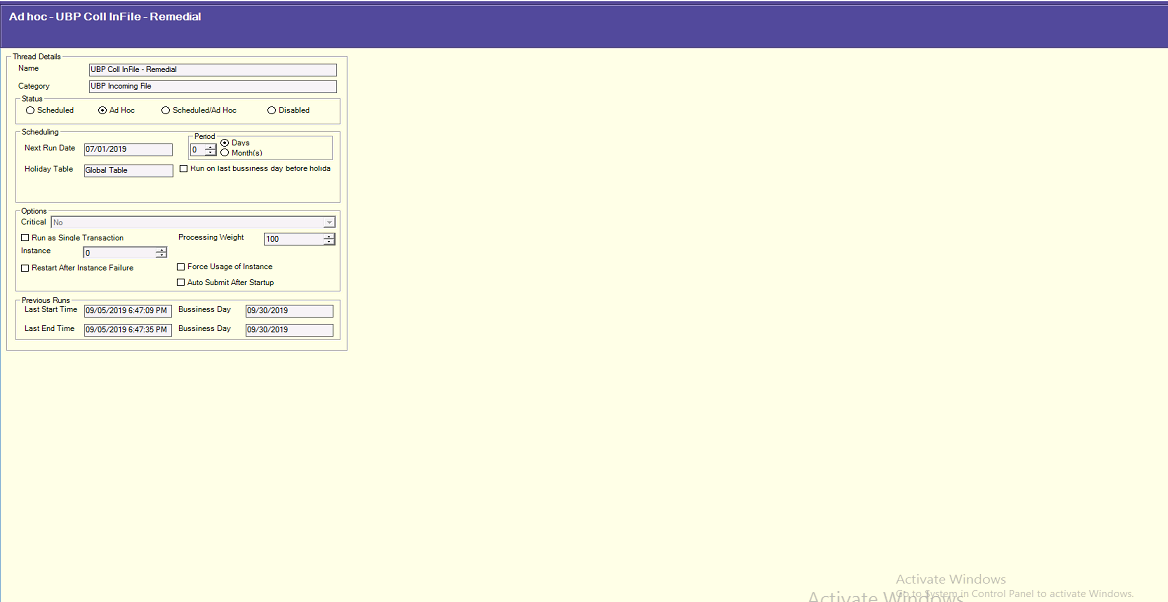 Ad hoc - UBP Coll InFile - Remedial
Thread Details
Name UBP Coll InFile - Remedial
Category UBP Incoming File
Status
Scheduled Ad Hoc Scheduled/Ad Hoc Disabled
Scheduling
Period
Next Run Date 07/01/2019 0 Days
Month(s)
Holiday Table Global Table Run on last bussiness day before holida
Options
Critical No
Run as Single Transaction Processing Weight 100
Instance 0
Restart After Instance Failure Force Usage of Instance
Auto Submit After Startup
Previous Runs
Last Start Time 09/05/2019 6:47:09 PM Bussiness Day 09/30/2019
Last End Time 09/05/2019 6:47:35 PM Bussiness Day 09/30/2019
Activate Windows
Go to System in Control Panel to activate Windows.
Activate Windows